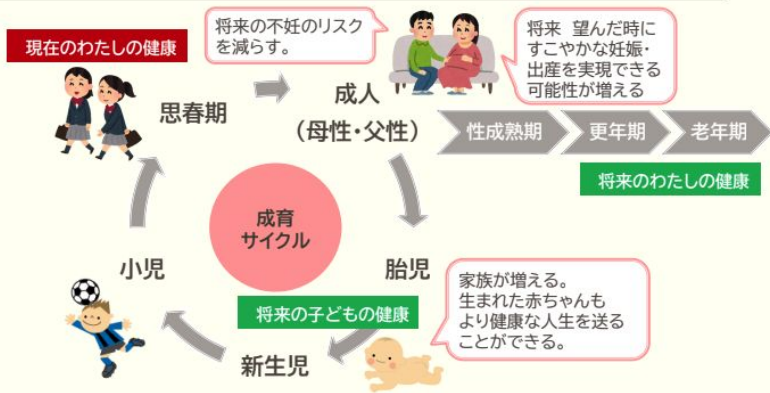 現在のわたしの健康
将来の不妊のリスク
を減らす。
将来 望んだ時に
すこやかな妊娠・
出産を実現できる
可能性が増える
思春期
成人
（母性・父性）
性成熟期
更年期
老年期
将来のわたしの健康
成育
サイクル
小児
胎児
将来の子どもの健康
家族が増える。
生まれた赤ちゃんも
より健康な人生を送る
ことができる。
新生児